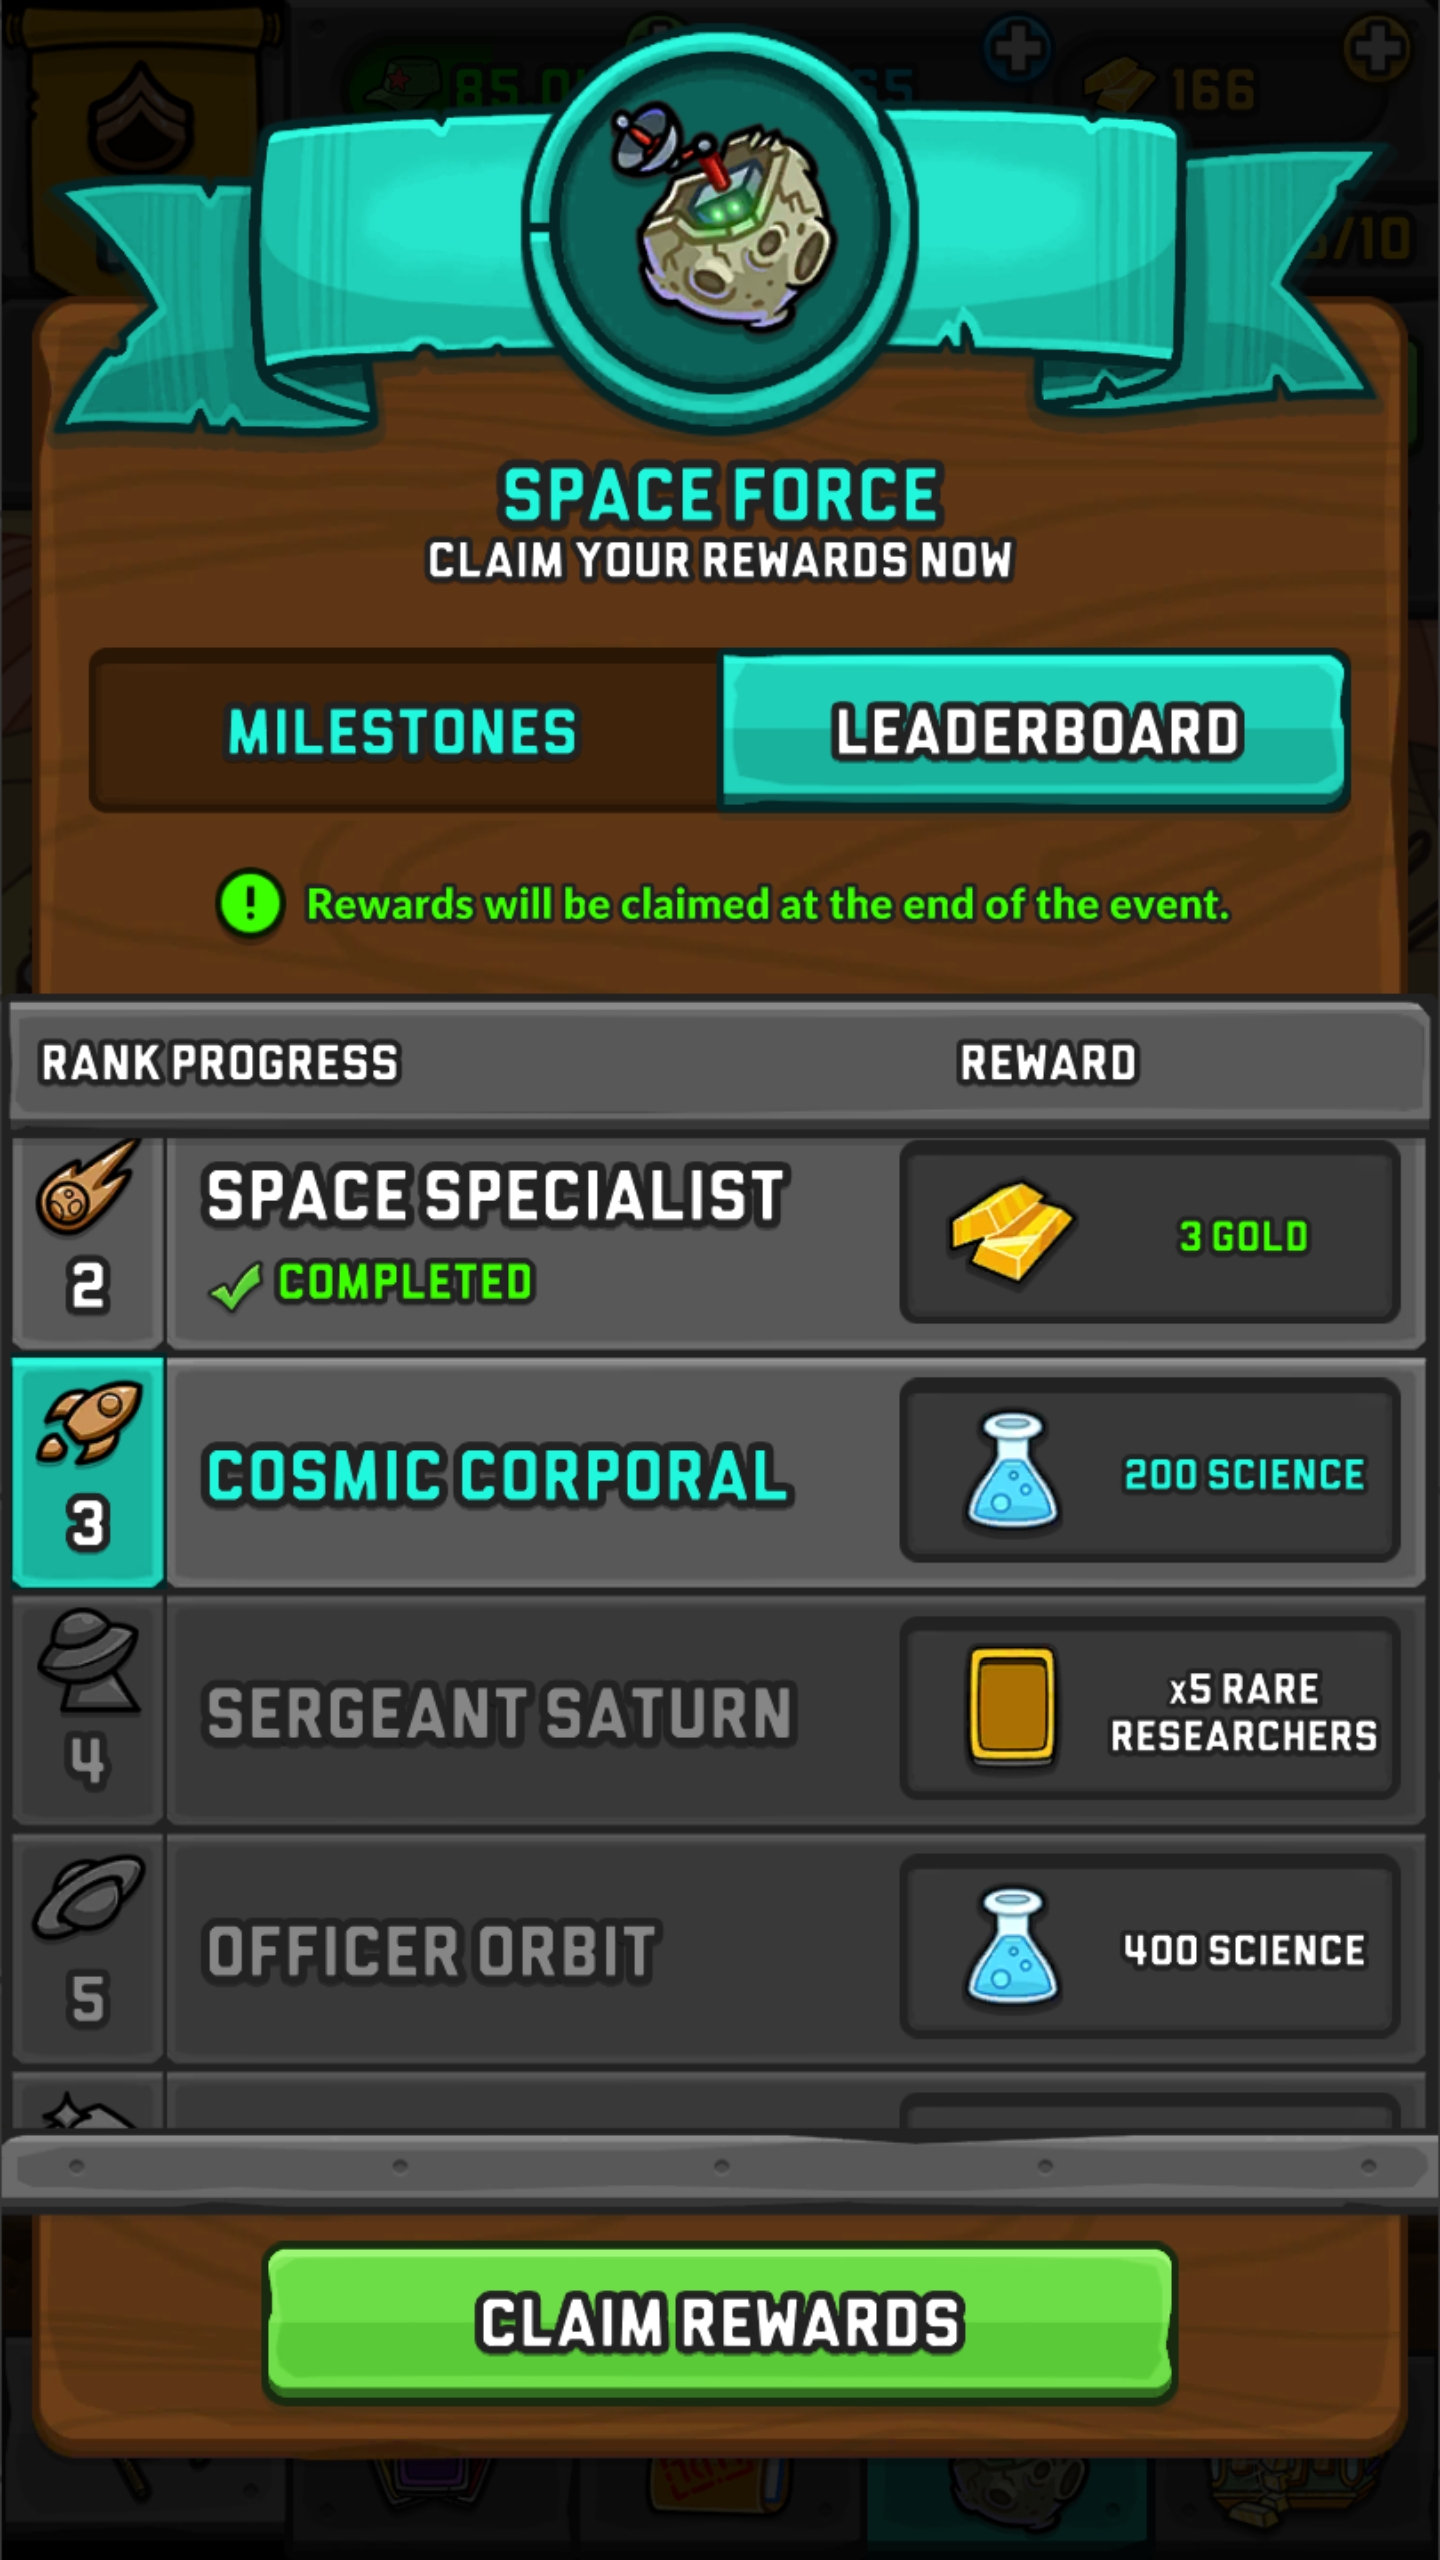 166
/10
SPACE FORCE
CLAIM YOUR REWARDS NOW
MILESTONES
LEADERBOARD
! Rewards will be claimed at the end of the event.
RANK PROGRESS
REWARD
2
SPACE SPECIALIST
COMPLETED
3 GOLD
3
COSMIC CORPORAL
200 SCIENCE
4
SERGEANT SATURN
x5 RARE
RESEARCHERS
5
OFFICER ORBIT
400 SCIENCE
CLAIM REWARDS